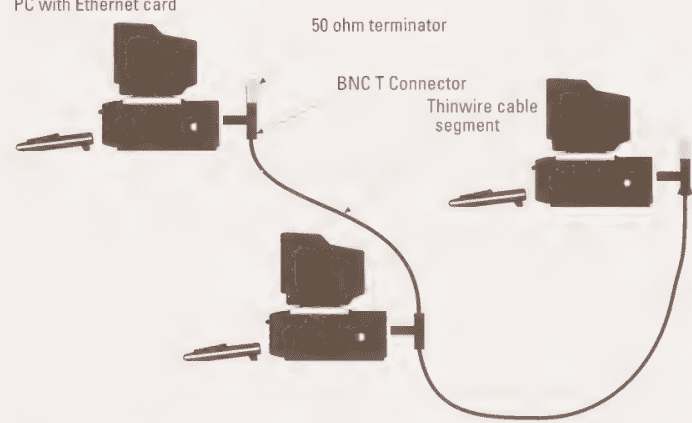 PC with Ethernet card
50 ohm terminator
BNC T Connector
Thinwire cable
segment